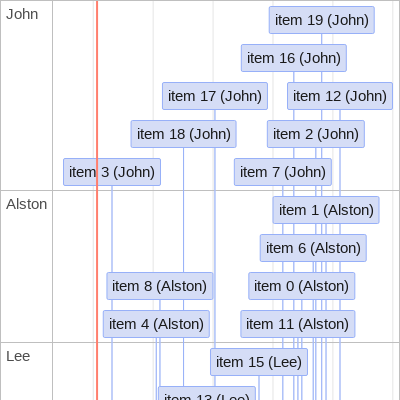 John
item 19 (John)
item 16 (John)
item 17 (John)
item 12 (John)
item 18 (John)
item 2 (John)
item 3 (John)
item 7 (John)
Alston
item 1 (Alston)
item 6 (Alston)
item 8 (Alston)
item 0 (Alston)
item 4 (Alston)
item 11 (Alston)
Lee
item 15 (Lee)
item 13 (Lee)